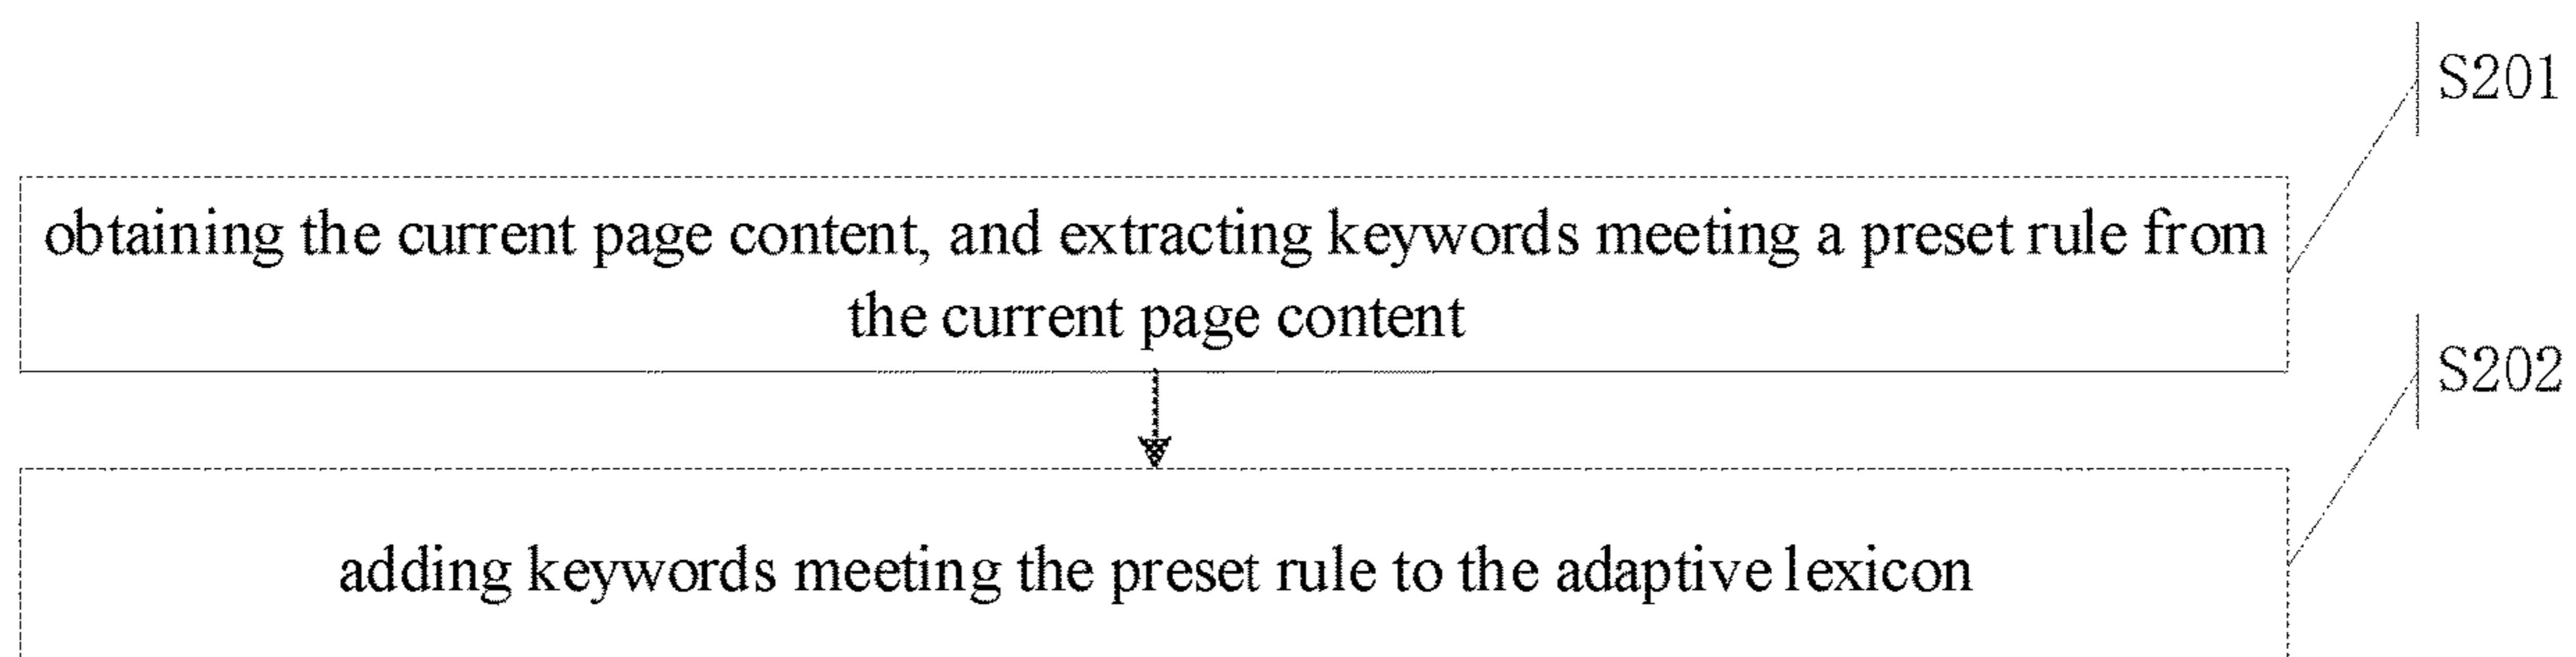 S201
obtaining the current page content, and extracting keywords meeting a preset rule from
the current page content
S202
adding keywords meeting the preset rule to the adaptive lexicon